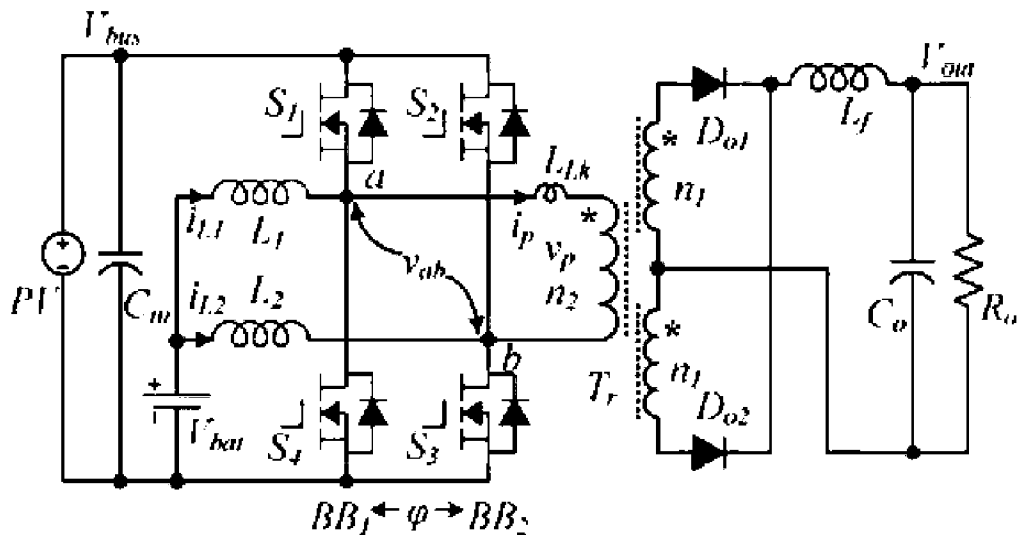 V_bus
V_out
S_1
S_2
D_o1
L_f
a
L_Lk
*
i_L1
L_1
i_p
*
n_1
v_p
v_ab
n_2
PV
C_in
i_L2
L_2
C_o
R_o
*
n_1
b
T_r
D_o2
V_bat
S_4
S_3
BB_1 φ BB_2